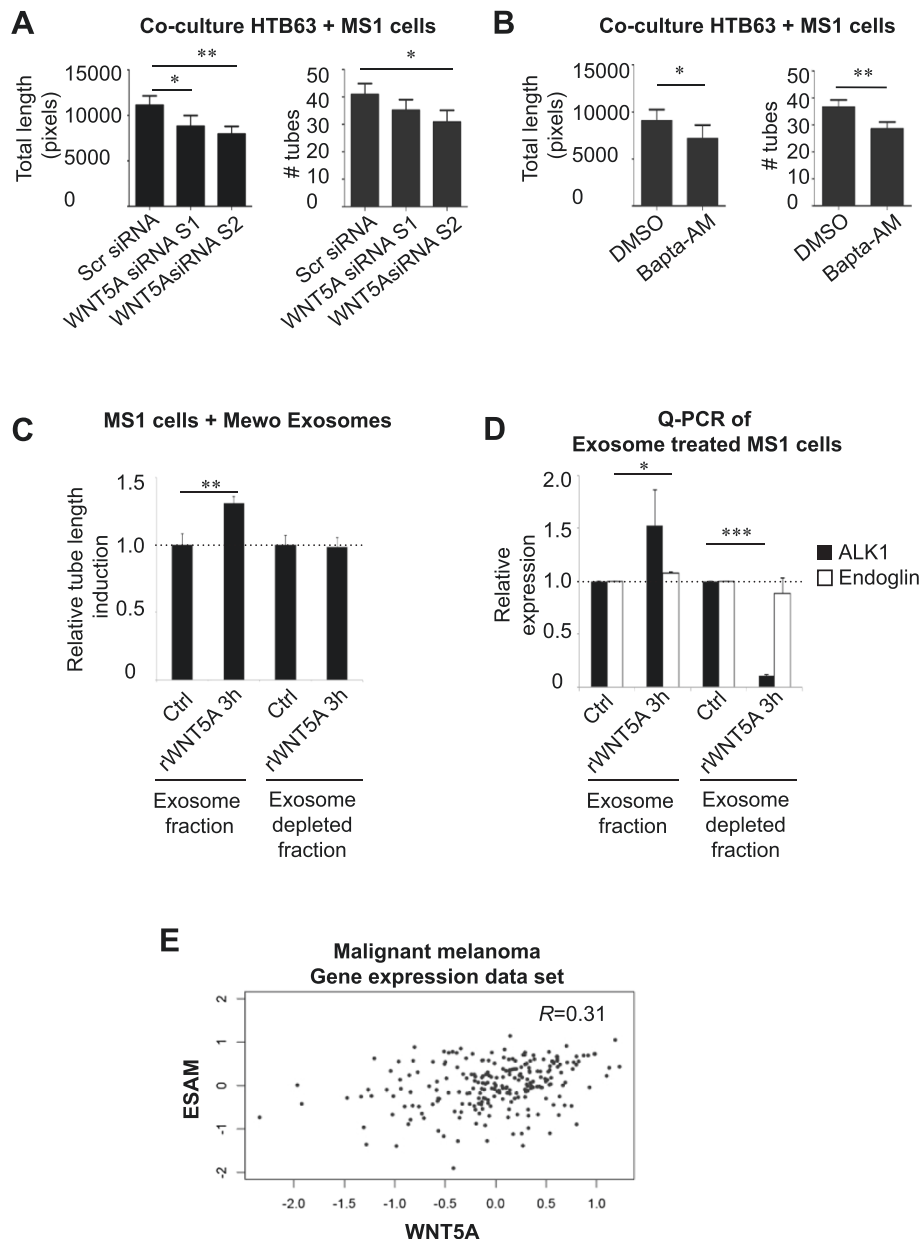 A
Co-culture HTB63 + MS1 cells
Total length
(pixels)
15000
10000
5000
0
*
**
Scr siRNA
WNT5A siRNA S1
WNT5AsiRNA S2
# tubes
50
40
30
20
10
0
*
Scr siRNA
WNT5A siRNA S1
WNT5AsiRNA S2
B
Co-culture HTB63 + MS1 cells
Total length
(pixels)
15000
10000
5000
0
*
DMSO
Bapta-AM
# tubes
50
40
30
20
10
0
**
DMSO
Bapta-AM
C
MS1 cells + Mewo Exosomes
Relative tube length
induction
1.5
1.0
0.5
0
**
Ctrl
rWNT5A 3h
Ctrl
rWNT5A 3h
Exosome
fraction
Exosome
depleted
fraction
D
Q-PCR of
Exosome treated MS1 cells
Relative
expression
2.0
1.5
1.0
0.5
0
*
***
ALK1
Endoglin
Ctrl
rWNT5A 3h
Ctrl
rWNT5A 3h
Exosome
fraction
Exosome
depleted
fraction
E
Malignant melanoma
Gene expression data set
R=0.31
ESAM
2
1
0
-1
-2
-2.0
-1.5
-1.0
-0.5
0.0
0.5
1.0
WNT5A